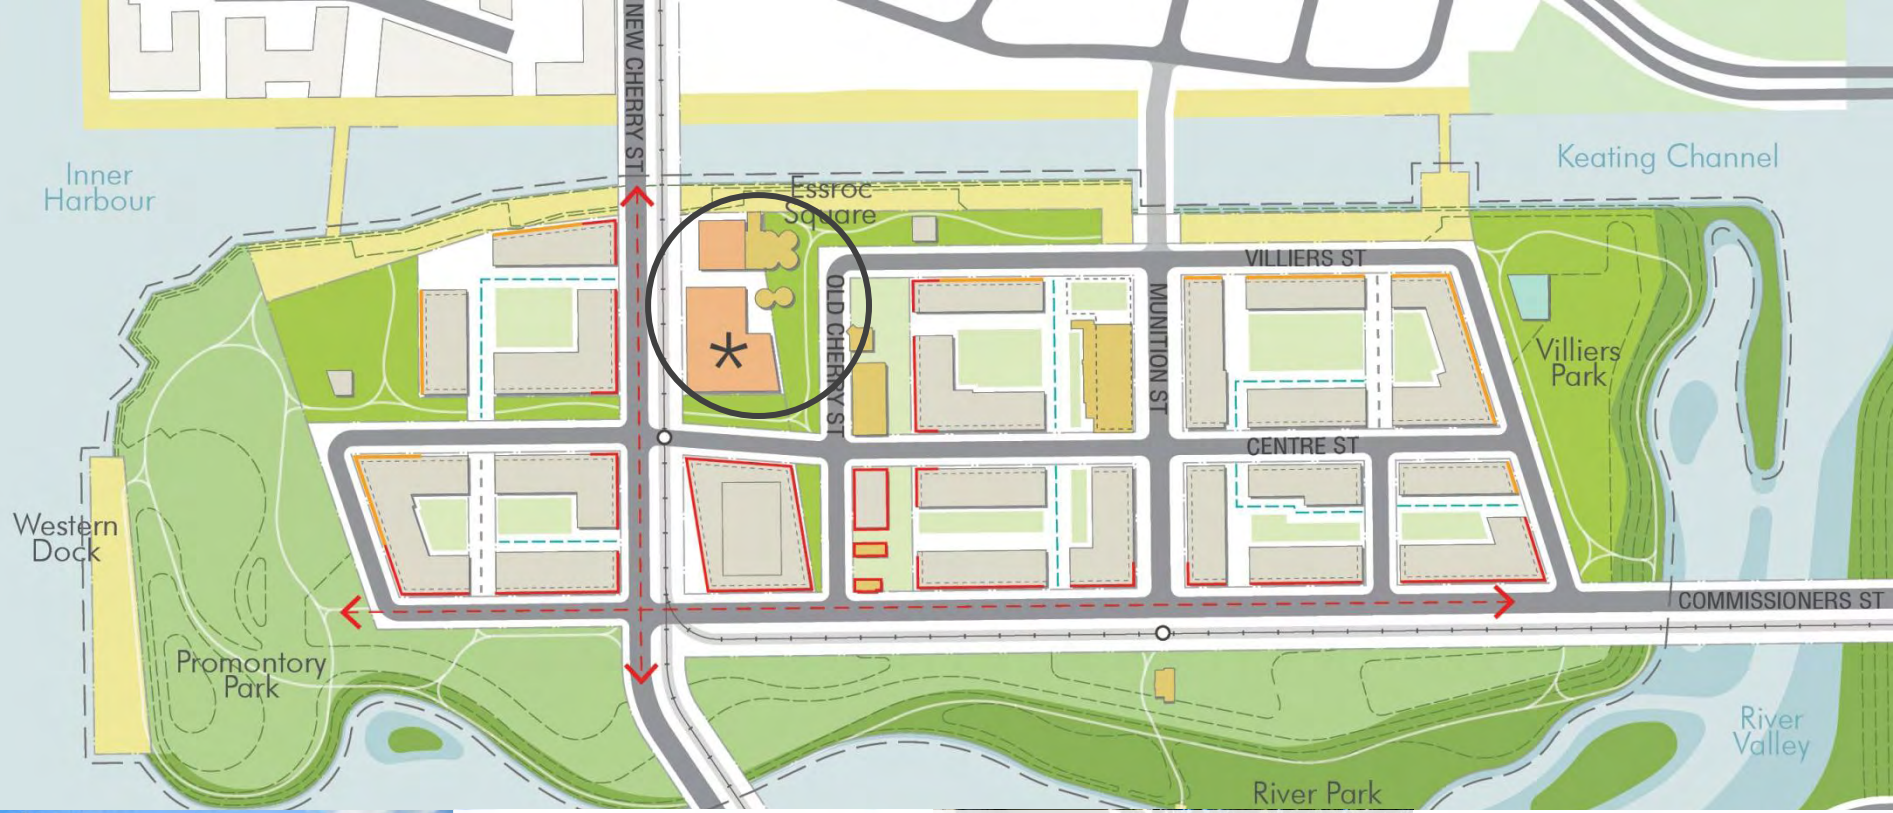 NEW CHERRY ST
Inner
Harbour
Essroc
Square
Keating Channel
VILLIERS ST
OLD CHERRY ST
MUNITION ST
Villiers
Park
*
CENTRE ST
Western
Dock
COMMISSIONERS ST
Promontory
Park
River
Valley
River Park